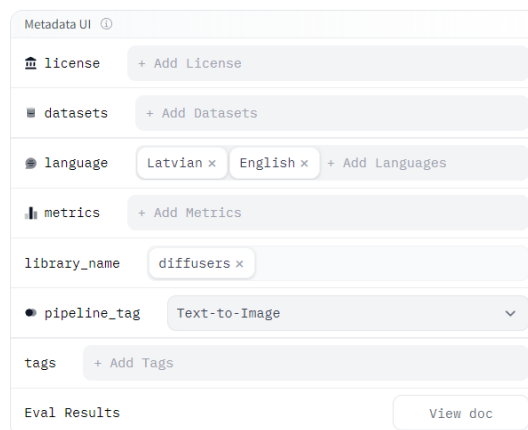 Metadata UI
license + Add License
datasets + Add Datasets
language Latvian × English × + Add Languages
metrics + Add Metrics
library_name diffusers ×
pipeline_tag Text-to-Image
tags + Add Tags
Eval Results View doc